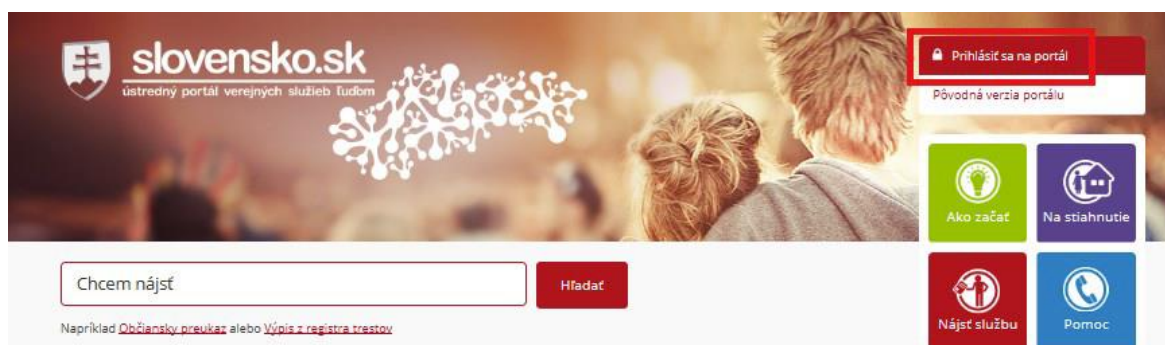 slovensko.sk
ústredný portál verejných služieb ľuďom
Prihlásiť sa na portál
Pôvodná verzia portálu
Ako začať
Na stiahnutie
Chcem nájsť
Hľadať
Nájsť službu
Pomoc
Napríklad Občiansky preukaz alebo Výpis z registra trestov